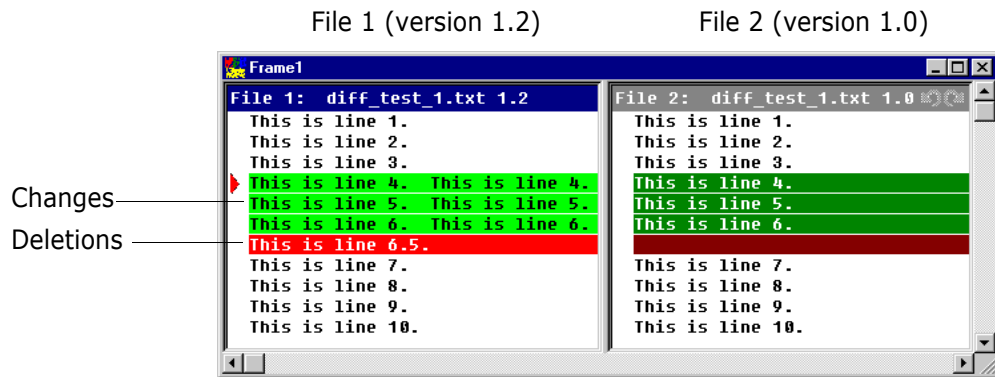 File 1 (version 1.2)
File 2 (version 1.0)
Frame1
File 1:  diff_test_1.txt 1.2
This is line 1.
This is line 2.
This is line 3.
This is line 4.  This is line 4.
This is line 5.  This is line 5.
This is line 6.  This is line 6.
This is line 6.5.
This is line 7.
This is line 8.
This is line 9.
This is line 10.
File 2:  diff_test_1.txt 1.0
This is line 1.
This is line 2.
This is line 3.
This is line 4.
This is line 5.
This is line 6.
This is line 7.
This is line 8.
This is line 9.
This is line 10.
Changes
Deletions